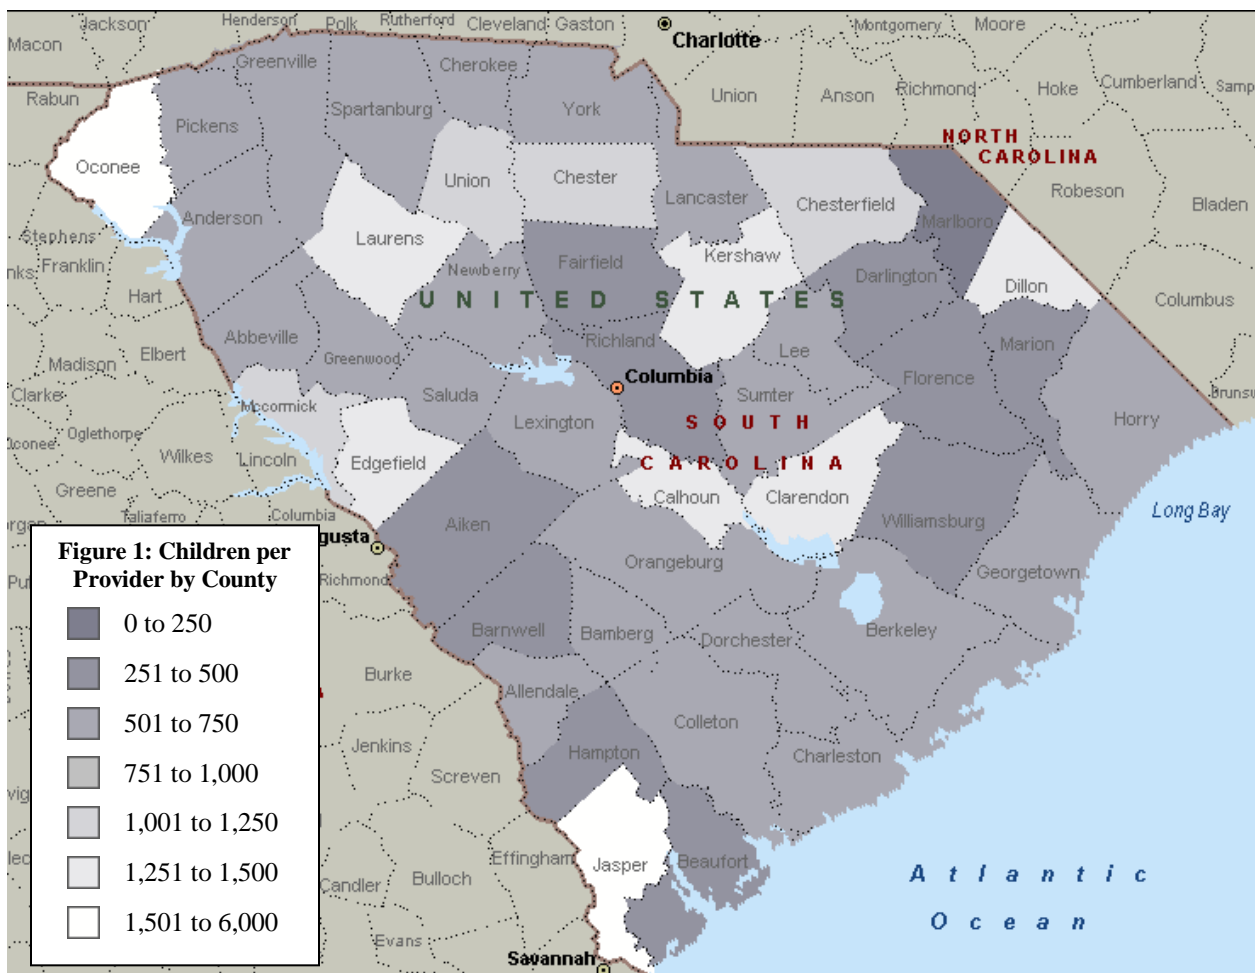 Jackson
Henderson
Polk
Rutherford
Cleveland
Gaston
Charlotte
Montgomery
Moore
Macon
Greenville
Cherokee
Union
Anson
Richmond
Hoke
Cumberland
Rabun
Spartanburg
York
Pickens
NORTH
CAROLINA
Oconee
Union
Chester
Lancaster
Chesterfield
Robeson
Bladen
Anderson
Marlboro
Stephens
Laurens
Kershaw
Franklin
Newberry
Fairfield
Darlington
Dillon
Hart
UNITED STATES
Columbus
Abbeville
Richland
Lee
Marion
Elbert
Greenwood
Madison
Columbia
Florence
Clarke
Saluda
Sumter
Mccormick
Lexington
SOUTH
Horry
Oglethorpe
Wilkes
Lincoln
Edgefield
CAROLINA
Greene
Calhoun
Clarendon
Taliaferro
Columbia
Aiken
Williamsburg
Long Bay
gusta
Orangeburg
Georgetown
Richmond
Barnwell
Bamberg
Dorchester
Berkeley
Burke
Allendale
Colleton
Jenkins
Hampton
Charleston
Screven
Effingham
Jasper
Beaufort
Candler
Bulloch
Atlantic
Ocean
Evans
Savannah
Figure 1: Children per
Provider by County
0 to 250
251 to 500
501 to 750
751 to 1,000
1,001 to 1,250
1,251 to 1,500
1,501 to 6,000